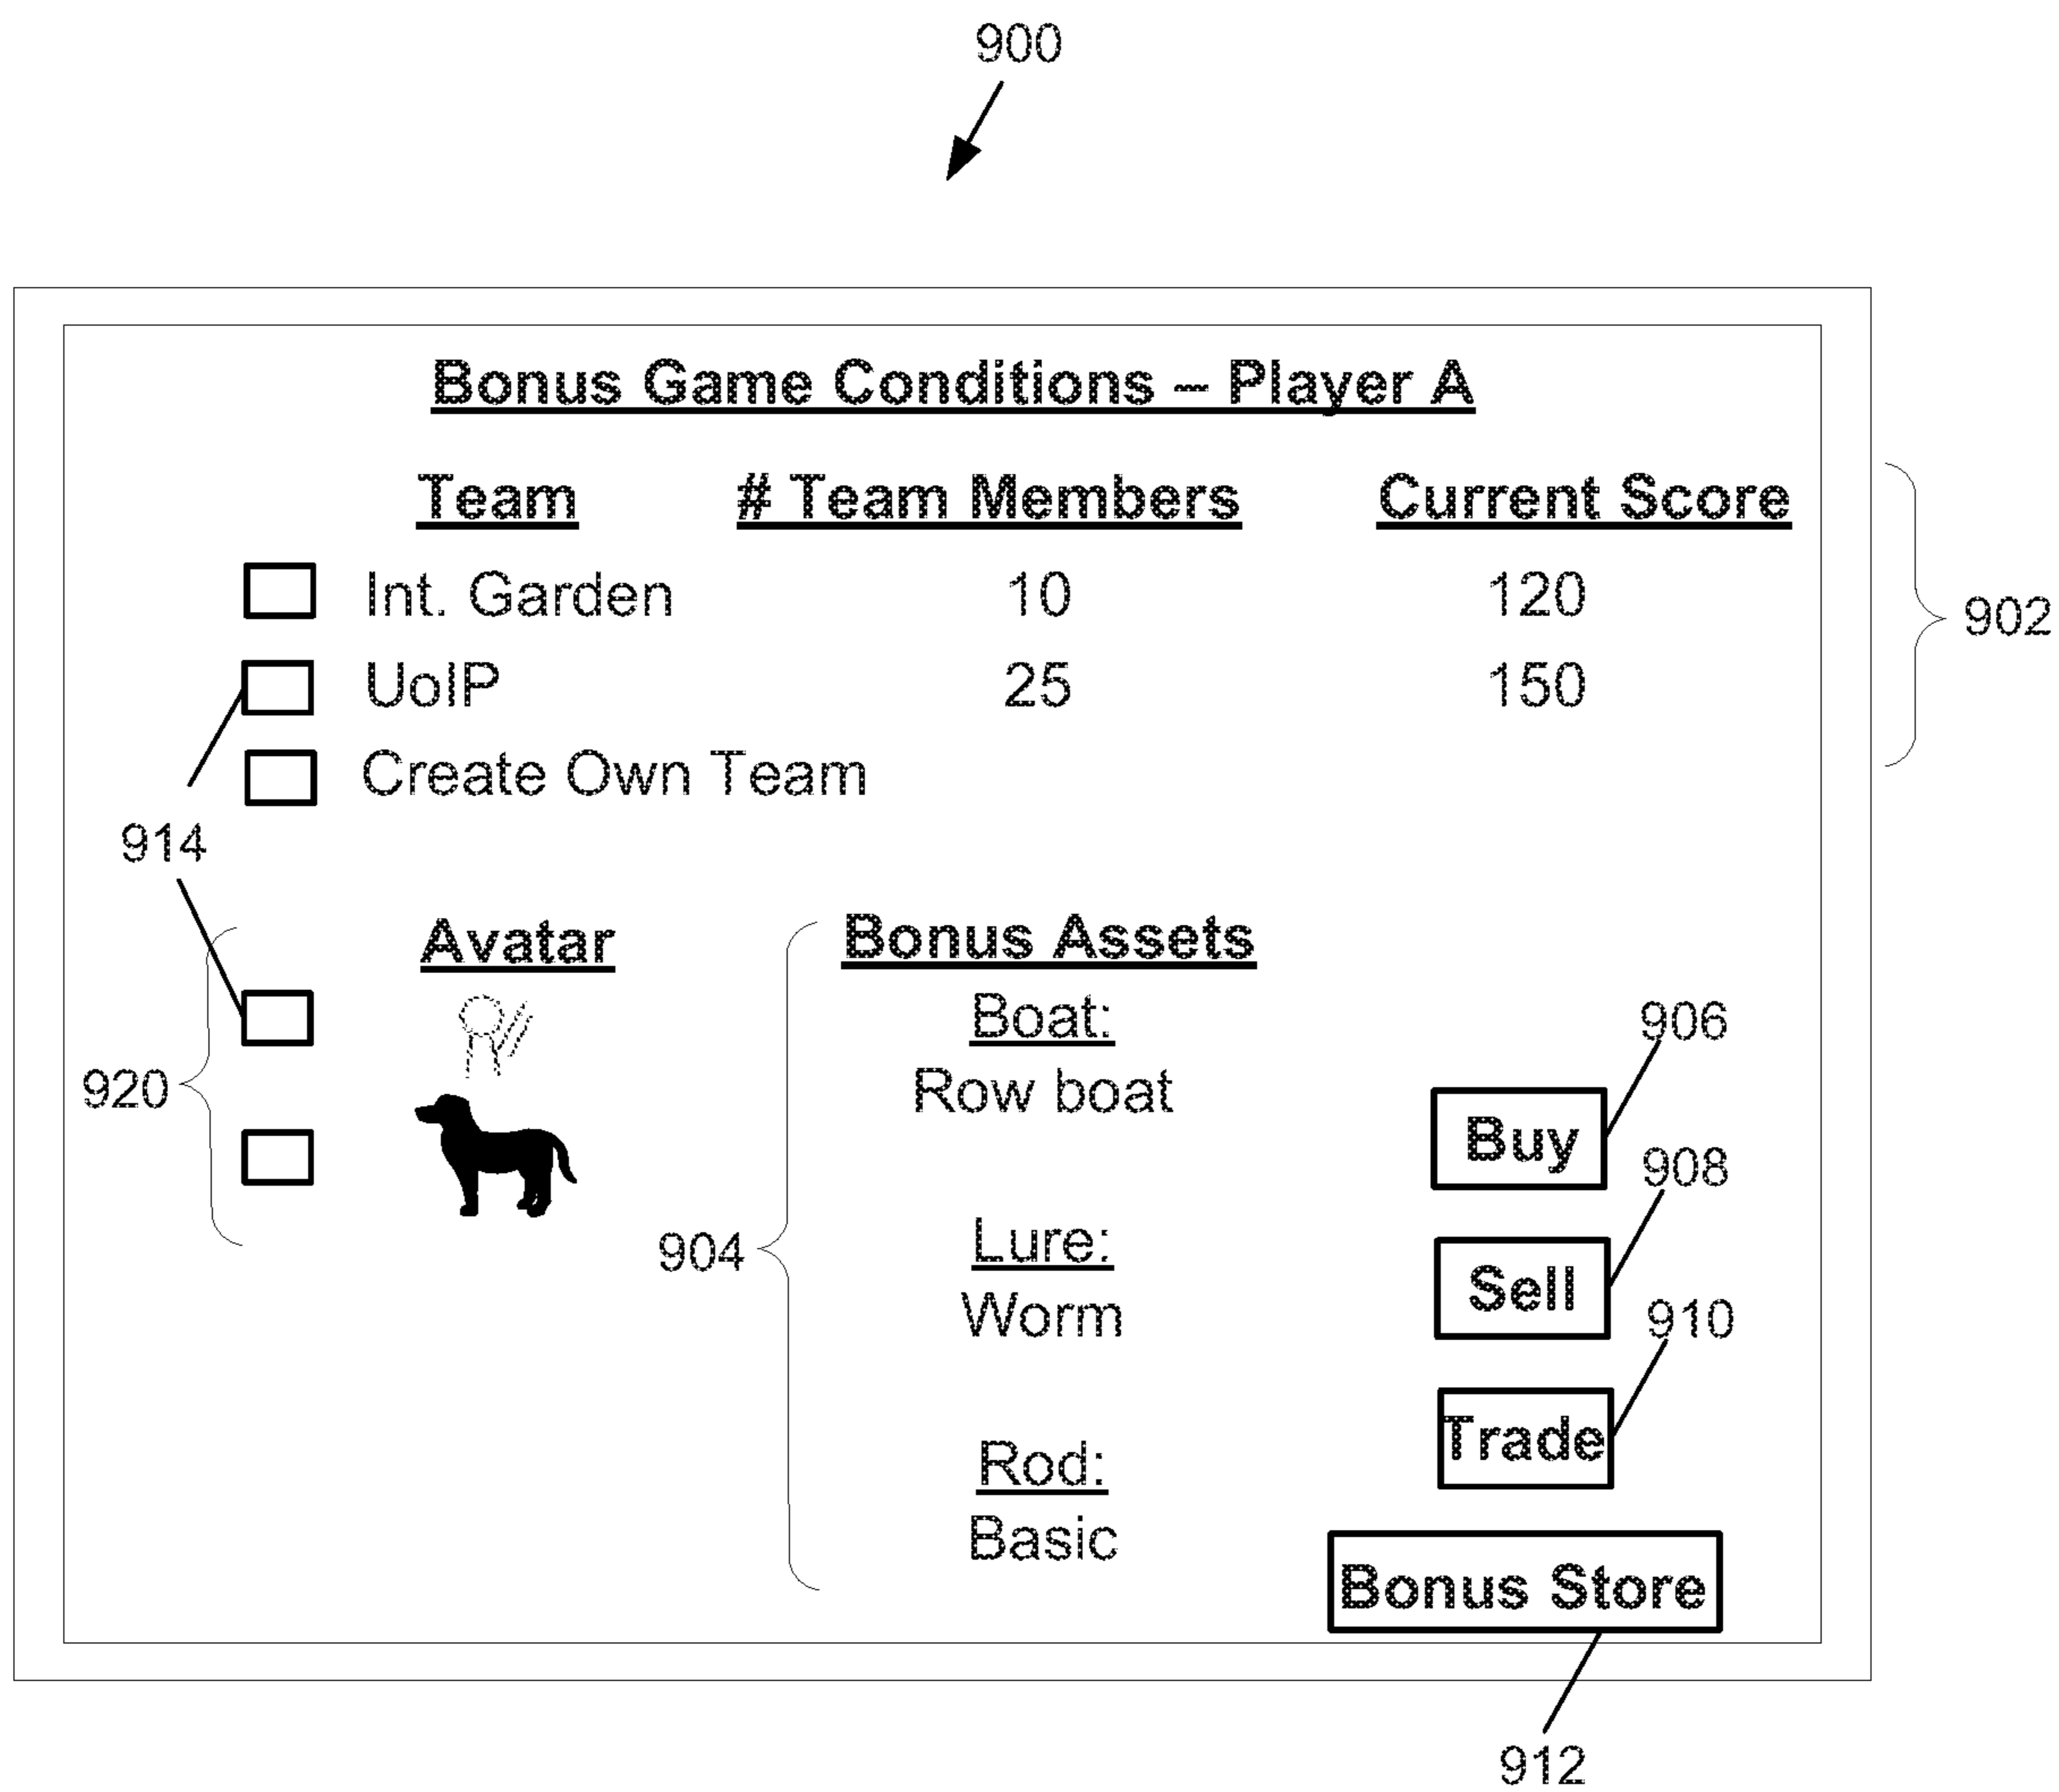 900
Bonus Game Conditions – Player A
Team # Team Members Current Score
Int. Garden 10 120
902
UoIP 25 150
Create Own Team
914
Avatar Bonus Assets
Boat: 906
920 Row boat
Buy
908
904 Lure:
Sell
Worm 910
Trade
Rod:
Basic
Bonus Store
912